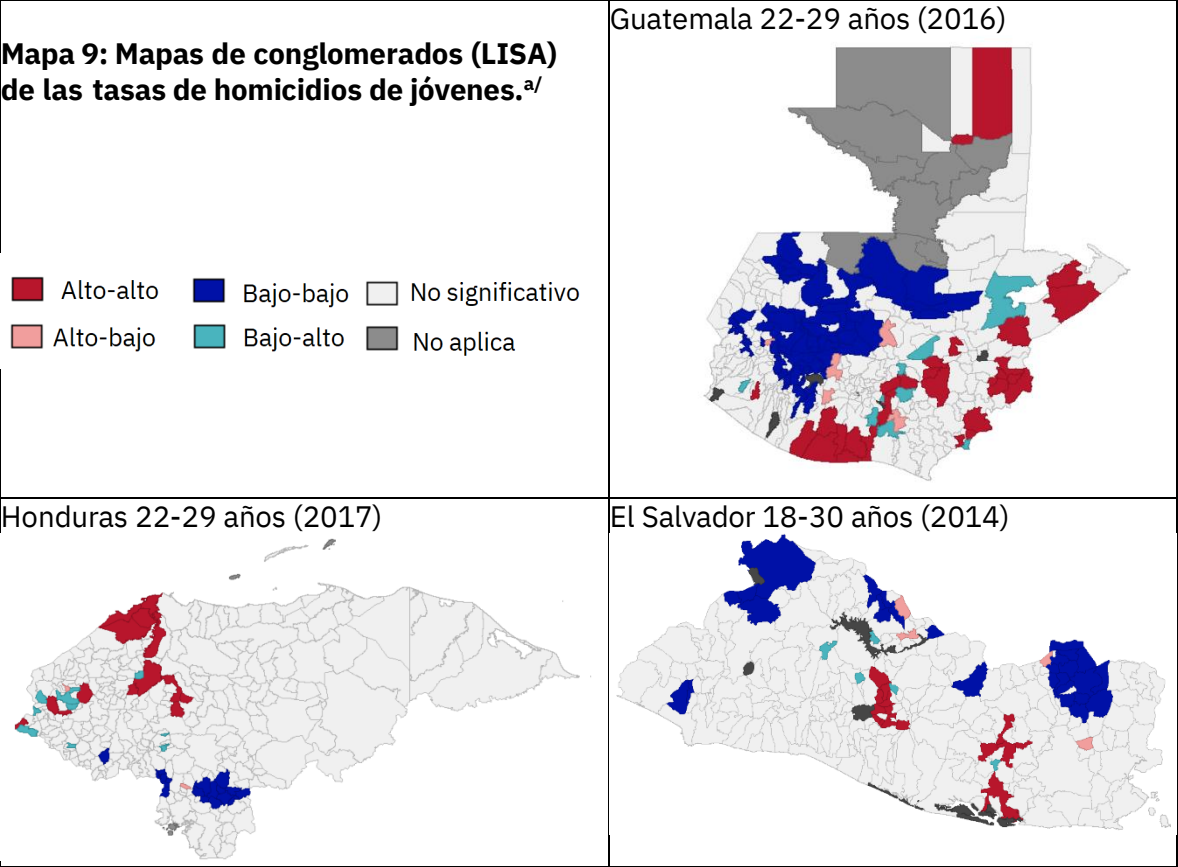 Guatemala 22-29 años (2016)
Mapa 9: Mapas de conglomerados (LISA)
de las tasas de homicidios de jóvenes.a/
Alto-alto
Bajo-bajo
No significativo
Alto-bajo
Bajo-alto
No aplica
Honduras 22-29 años (2017)
El Salvador 18-30 años (2014)